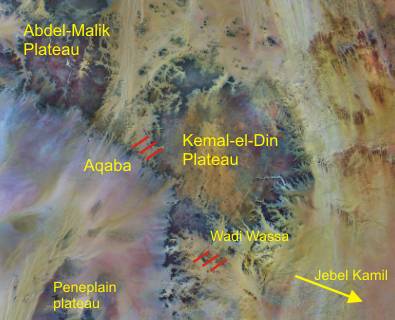 Abdel-Malik
Plateau
Kemal-el-Din
Plateau
Aqaba
Wadi Wassa
Jebel Kamil
Peneplain
plateau